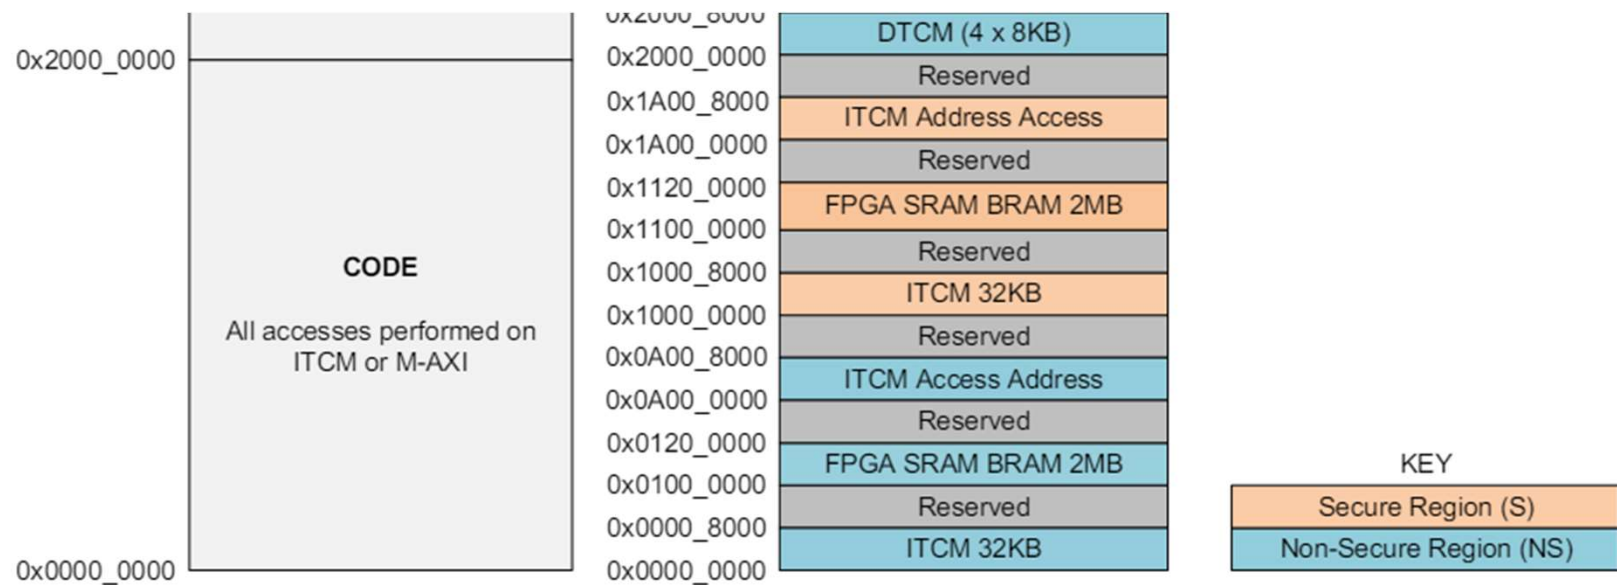 0x2000_0000
CODE
All accesses performed on
ITCM or M-AXI
0x0000_0000
0x2000_8000
DTCM (4 x 8KB)
0x2000_0000
Reserved
0x1A00_8000
ITCM Address Access
0x1A00_0000
Reserved
0x1120_0000
FPGA SRAM BRAM 2MB
0x1100_0000
Reserved
0x1000_8000
ITCM 32KB
0x1000_0000
Reserved
0x0A00_8000
ITCM Access Address
0x0A00_0000
Reserved
0x0120_0000
FPGA SRAM BRAM 2MB
0x0100_0000
Reserved
0x0000_8000
ITCM 32KB
0x0000_0000
KEY
Secure Region (S)
Non-Secure Region (NS)